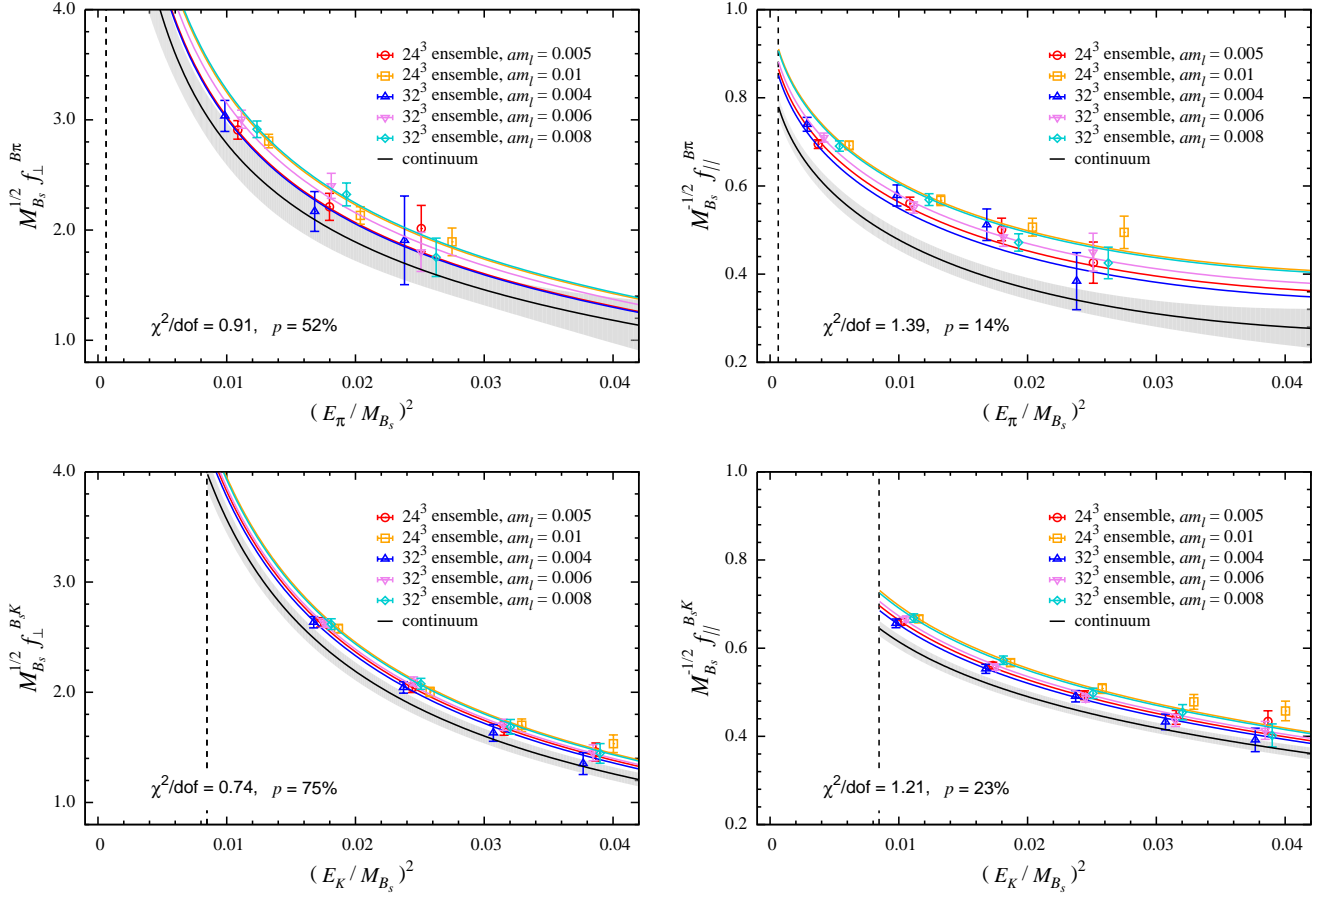 M_{B_s}^{1/2} f_⊥^{Bπ}
4.0
3.0
2.0
1.0
24³ ensemble, am_l = 0.005
24³ ensemble, am_l = 0.01
32³ ensemble, am_l = 0.004
32³ ensemble, am_l = 0.006
32³ ensemble, am_l = 0.008
continuum
χ²/dof = 0.91, p = 52%
0 0.01 0.02 0.03 0.04
(E_π / M_{B_s})²
M_{B_s}^{-1/2} f_{//}^{Bπ}
1.0
0.8
0.6
0.4
0.2
24³ ensemble, am_l = 0.005
24³ ensemble, am_l = 0.01
32³ ensemble, am_l = 0.004
32³ ensemble, am_l = 0.006
32³ ensemble, am_l = 0.008
continuum
χ²/dof = 1.39, p = 14%
0 0.01 0.02 0.03 0.04
(E_π / M_{B_s})²
M_{B_s}^{1/2} f_⊥^{B_sK}
4.0
3.0
2.0
1.0
24³ ensemble, am_l = 0.005
24³ ensemble, am_l = 0.01
32³ ensemble, am_l = 0.004
32³ ensemble, am_l = 0.006
32³ ensemble, am_l = 0.008
continuum
χ²/dof = 0.74, p = 75%
0 0.01 0.02 0.03 0.04
(E_K / M_{B_s})²
M_{B_s}^{-1/2} f_{//}^{B_sK}
1.0
0.8
0.6
0.4
0.2
24³ ensemble, am_l = 0.005
24³ ensemble, am_l = 0.01
32³ ensemble, am_l = 0.004
32³ ensemble, am_l = 0.006
32³ ensemble, am_l = 0.008
continuum
χ²/dof = 1.21, p = 23%
0 0.01 0.02 0.03 0.04
(E_K / M_{B_s})²